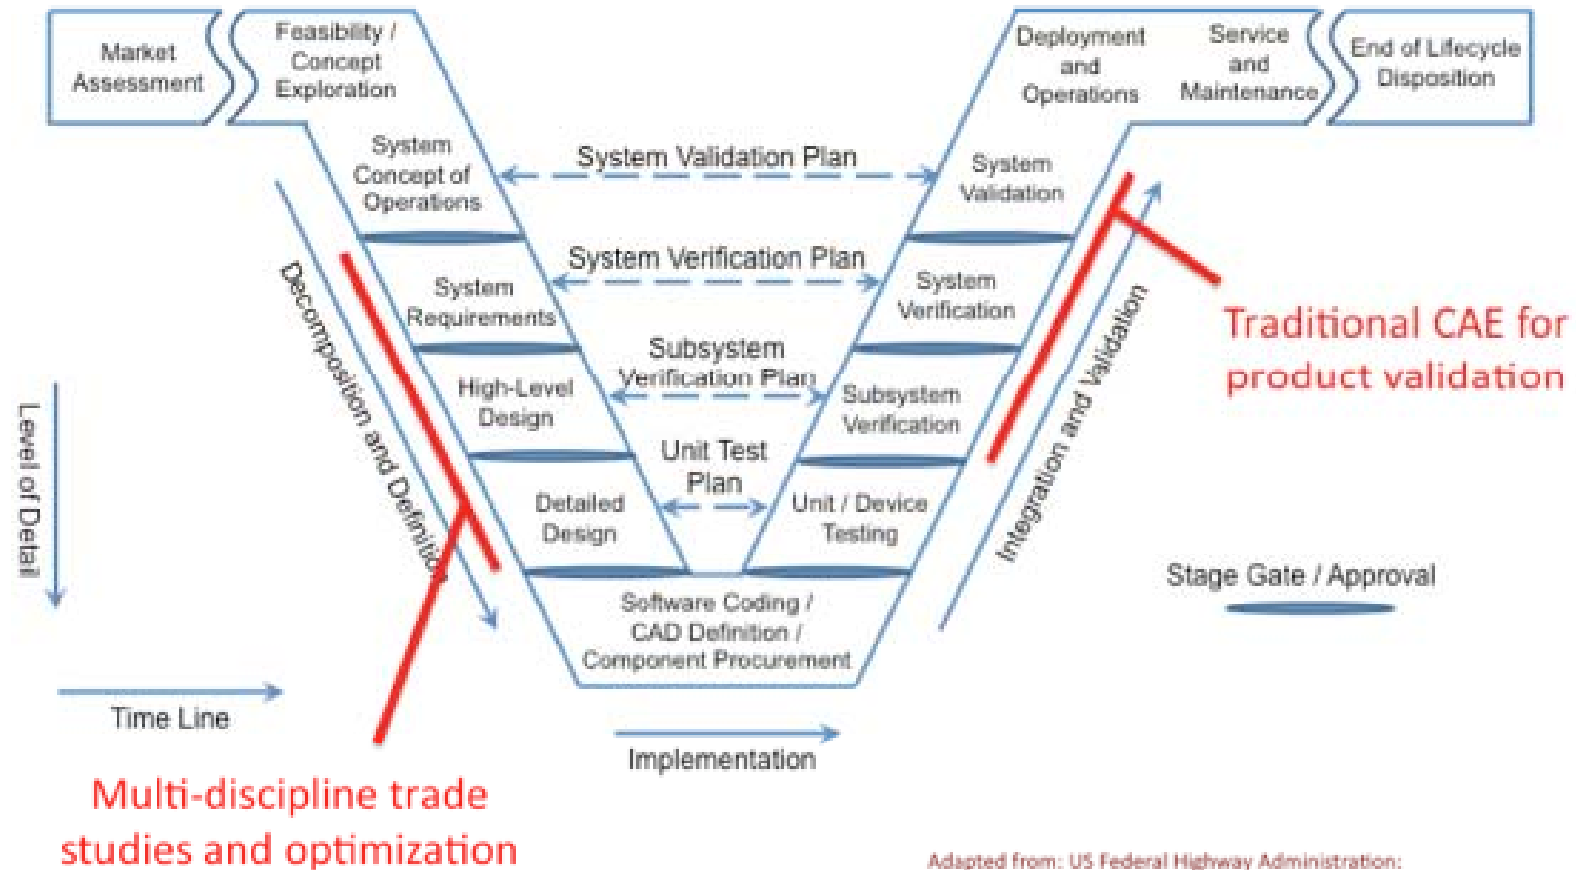 Market
Assessment
Feasibility /
Concept
Exploration
System
Concept of
Operations
System
Requirements
High-Level
Design
Detailed
Design
Software Coding /
CAD Definition /
Component Procurement
Unit / Device
Testing
Subsystem
Verification
System
Verification
System
Validation
Deployment
and
Operations
Service
and
Maintenance
End of Lifecycle
Disposition
System Validation Plan
System Verification Plan
Subsystem
Verification Plan
Unit Test
Plan
Decomposition and Definition
Integration and Validation
Level of Detail
Time Line
Implementation
Stage Gate / Approval
Traditional CAE for
product validation
Multi-discipline trade
studies and optimization
Adapted from: US Federal Highway Administration: